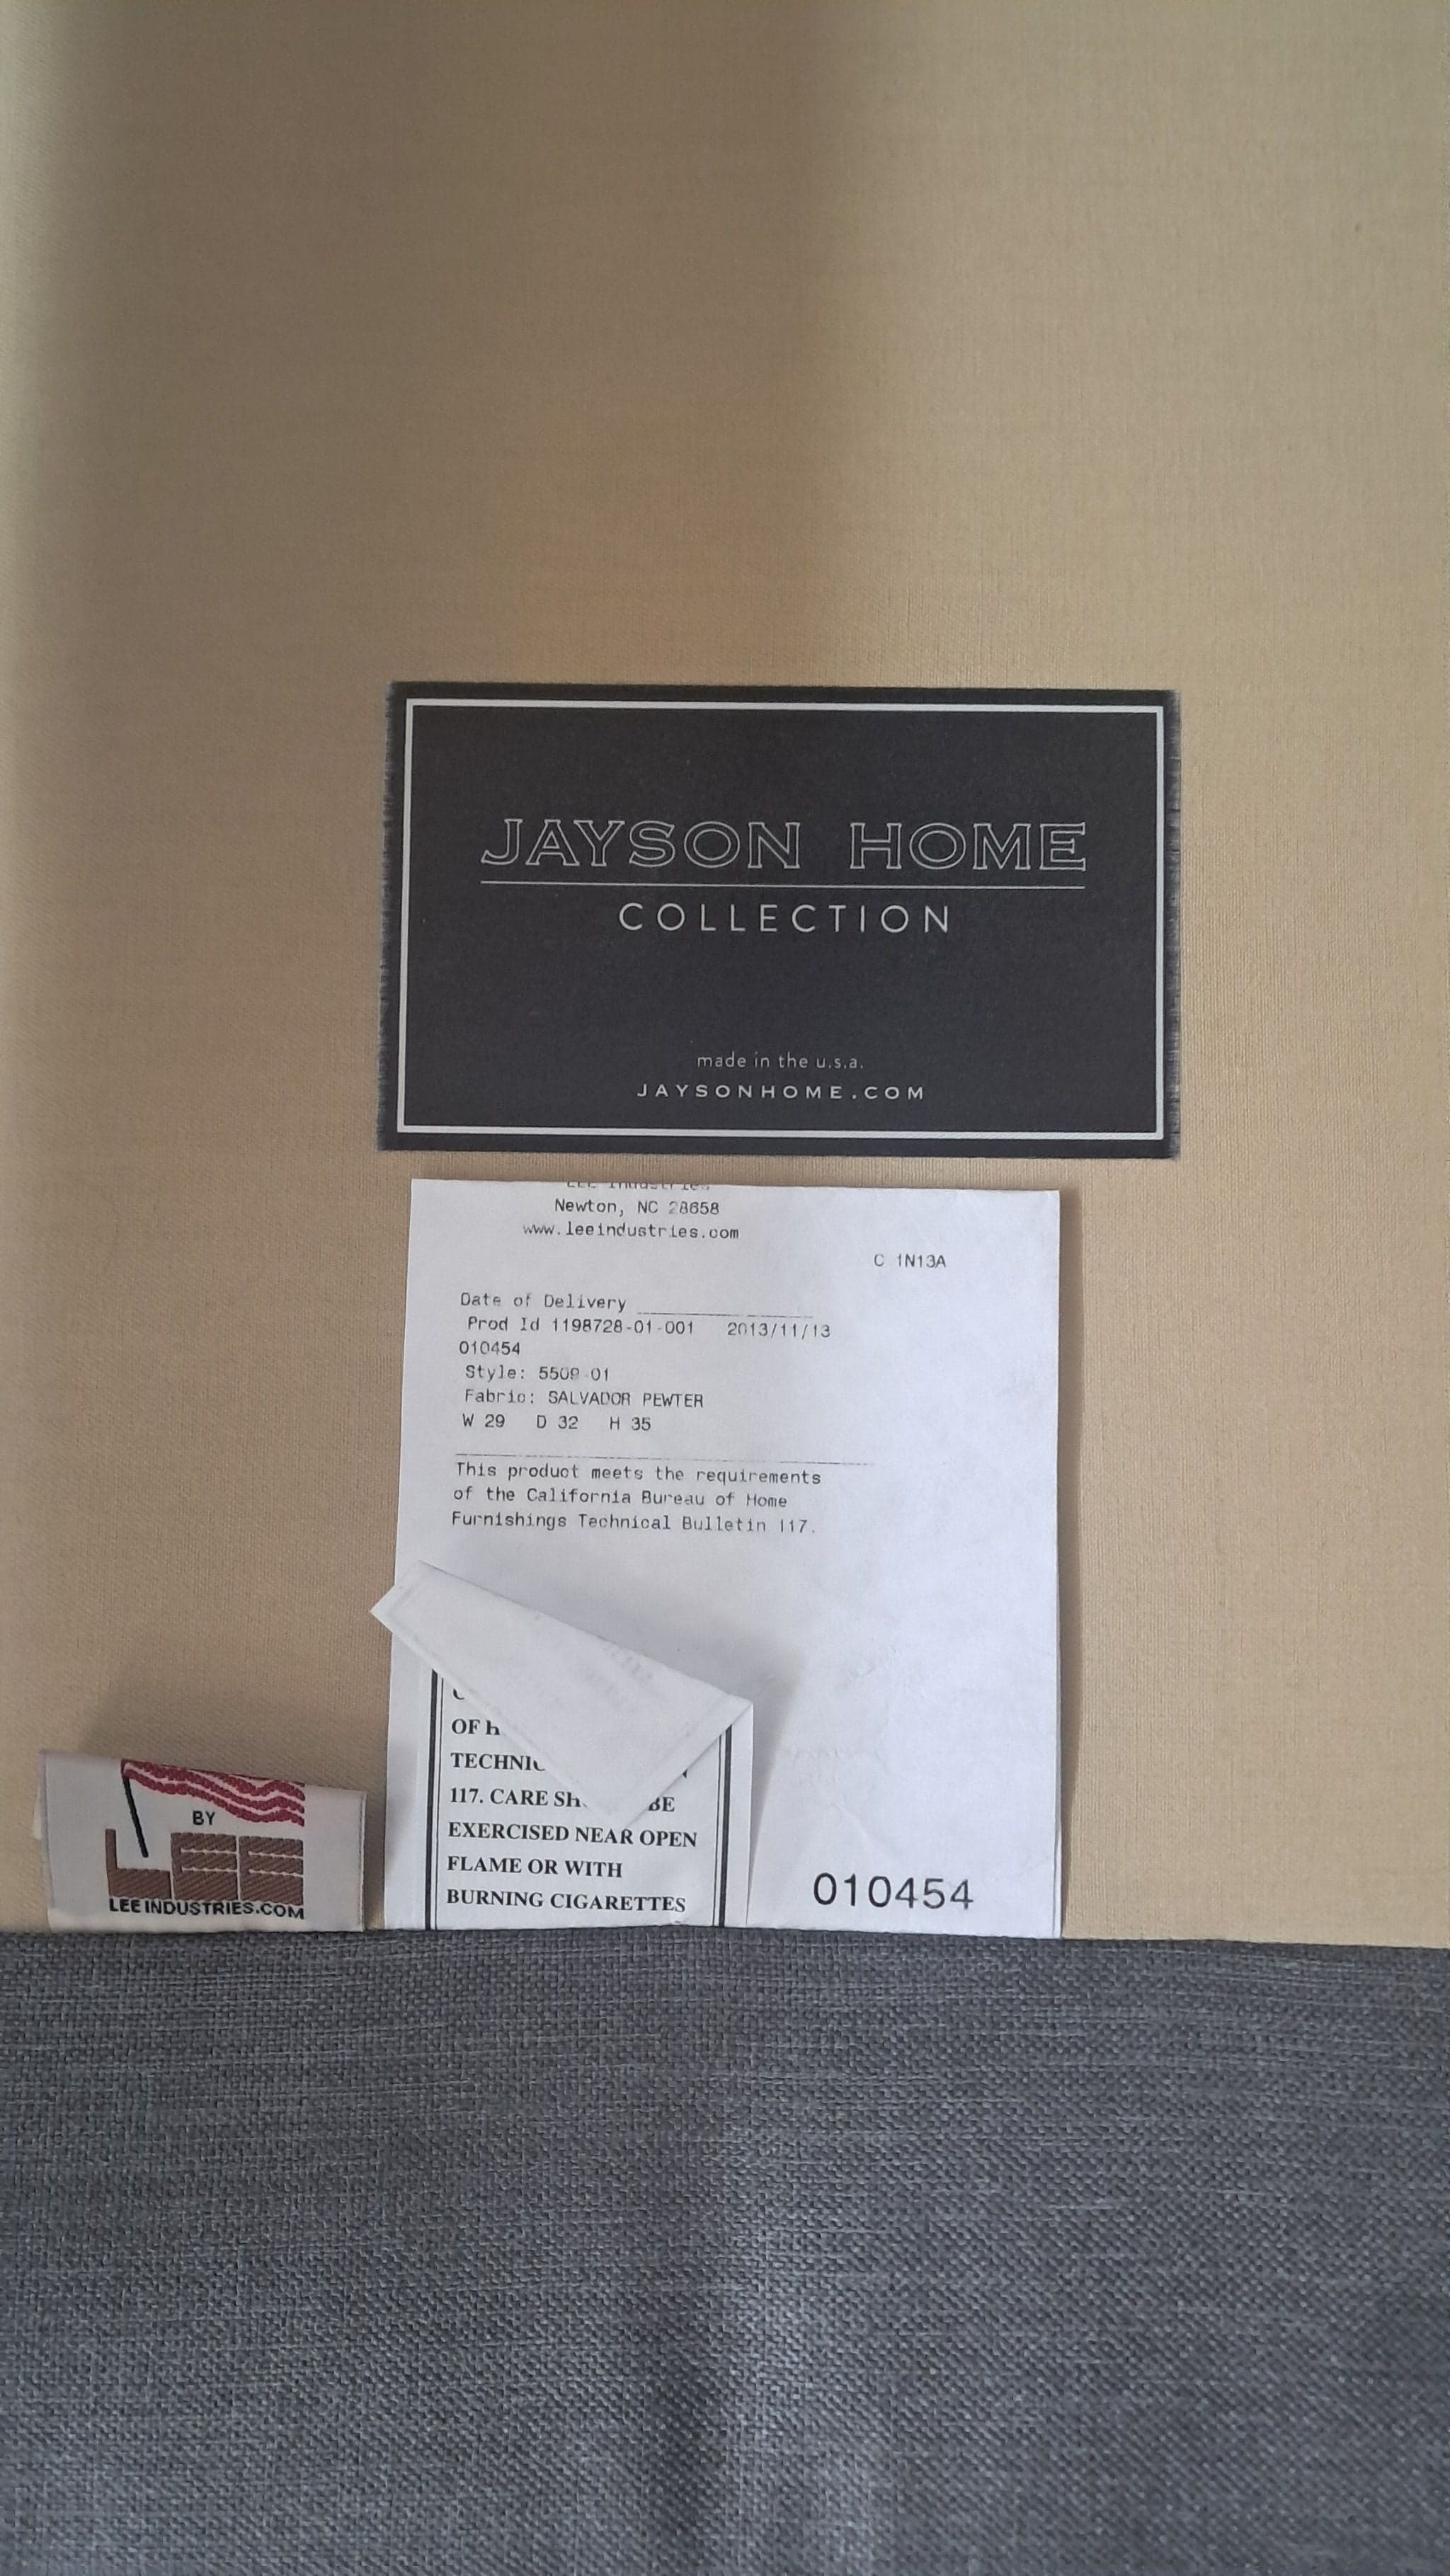 JAYSON HOME
COLLECTION
made in the u.s.a.
JAYSONHOME.COM
LEE Industries
Newton, NC 28658
www.leeindustries.com
C 1N13A
Date of Delivery
Prod Id 1198728-01-001 2013/11/13
010454
Style: 5509-01
Fabric: SALVADOR PEWTER
W 29 D 32 H 35
This product meets the requirements
of the California Bureau of Home
Furnishings Technical Bulletin 117.
OF
117. CARE BE
EXERCISED NEAR OPEN
FLAME OR WITH
BURNING CIGARETTES
010454
BY
LEE
LEEINDUSTRIES.COM